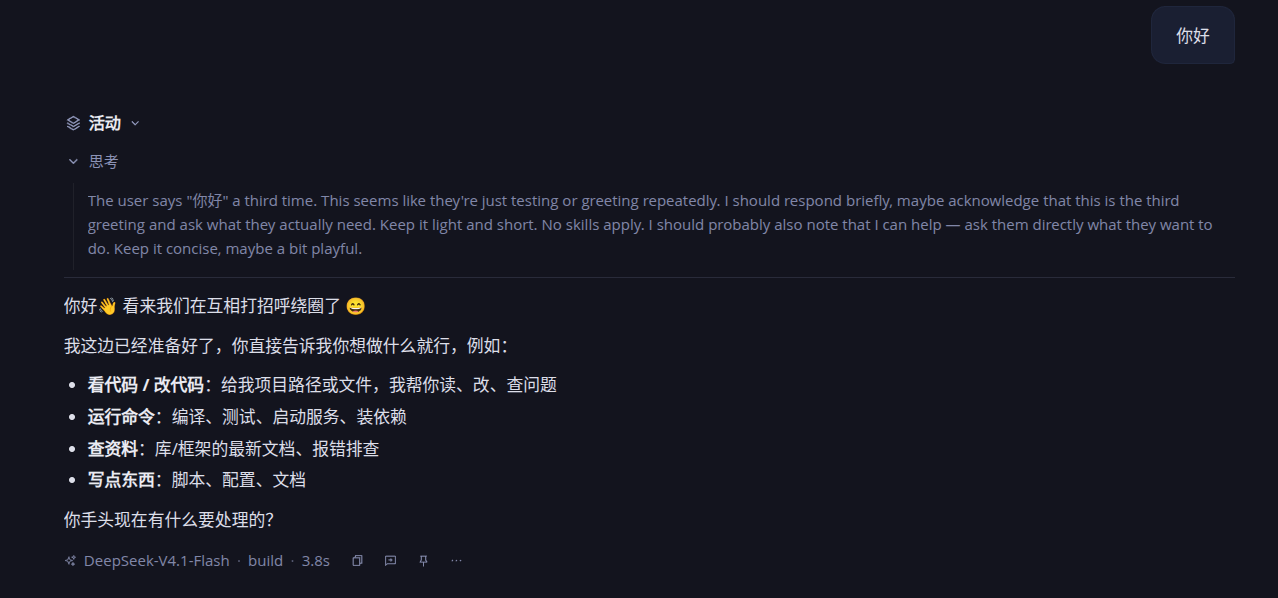 你好
活动
思考
The user says "你好" a third time. This seems like they're just testing or greeting repeatedly. I should respond briefly, maybe acknowledge that this is the third
greeting and ask what they actually need. Keep it light and short. No skills apply. I should probably also note that I can help — ask them directly what they want to
do. Keep it concise, maybe a bit playful.
你好👋 看来我们在互相打招呼绕圈了 😄
我这边已经准备好了，你直接告诉我你想做什么就行，例如：
• 看代码 / 改代码：给我项目路径或文件，我帮你读、改、查问题
• 运行命令：编译、测试、启动服务、装依赖
• 查资料：库/框架的最新文档、报错排查
• 写点东西：脚本、配置、文档
你手头现在有什么要处理的？
DeepSeek-V4.1-Flash · build · 3.8s